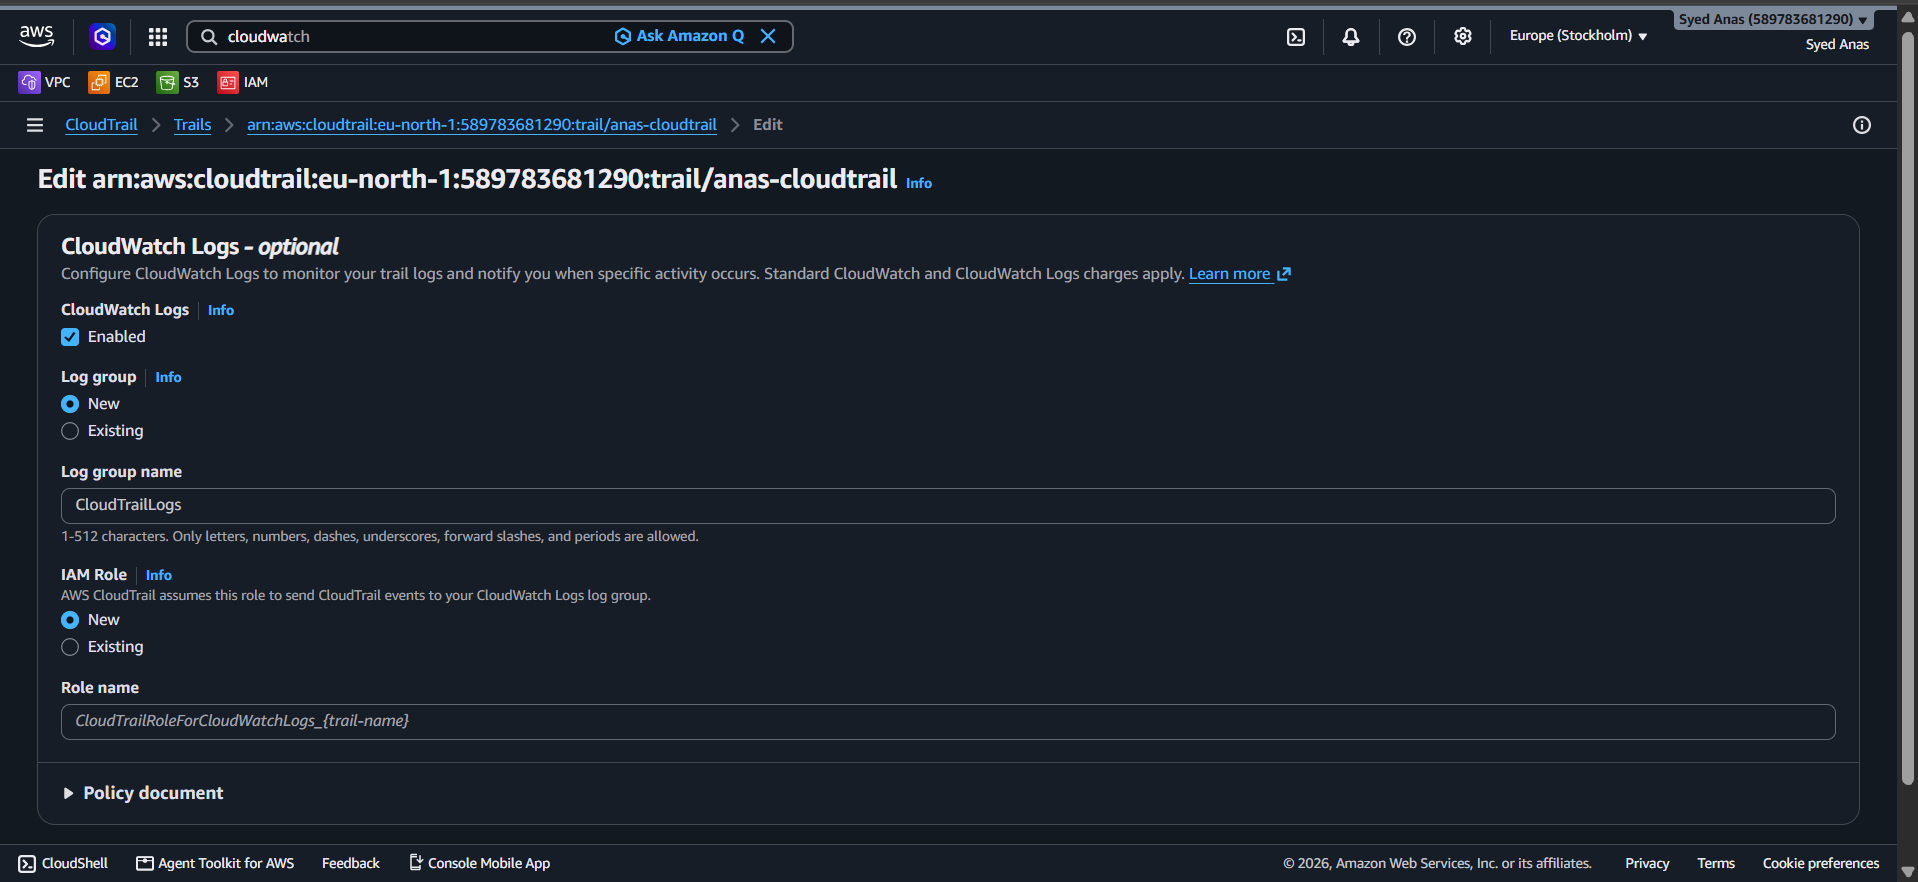 aws
cloudwatch
Ask Amazon Q
Europe (Stockholm)
Syed Anas (589783681290)
Syed Anas
VPC EC2 S3 IAM
CloudTrail Trails arn:aws:cloudtrail:eu-north-1:589783681290:trail/anas-cloudtrail Edit
Edit arn:aws:cloudtrail:eu-north-1:589783681290:trail/anas-cloudtrail Info
CloudWatch Logs - optional
Configure CloudWatch Logs to monitor your trail logs and notify you when specific activity occurs. Standard CloudWatch and CloudWatch Logs charges apply. Learn more
CloudWatch Logs Info
Enabled
Log group Info
New
Existing
Log group name
CloudTrailLogs
1-512 characters. Only letters, numbers, dashes, underscores, forward slashes, and periods are allowed.
IAM Role Info
AWS CloudTrail assumes this role to send CloudTrail events to your CloudWatch Logs log group.
New
Existing
Role name
CloudTrailRoleForCloudWatchLogs_{trail-name}
Policy document
CloudShell Agent Toolkit for AWS Feedback Console Mobile App © 2026, Amazon Web Services, Inc. or its affiliates. Privacy Terms Cookie preferences